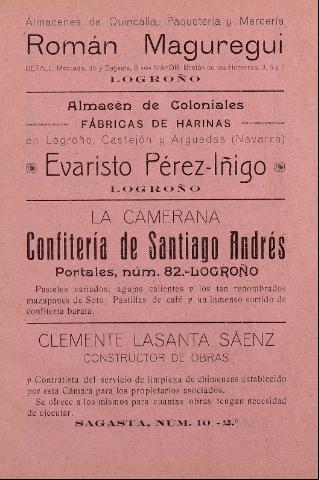 Almacenes de Quincalla, Paquetería y Mercería
Román Maguregui
DETALL: Mercado, 45 y Sagasta, 8 POR MAYOR: Bretón de los Herreros, 3, 5 y 7
LOGROÑO
Almacén de Coloniales
FÁBRICAS DE HARINAS
en Logroño, Castejón y Arguedas (Navarra)
Evaristo Pérez-Iñigo
LOGROÑO
LA CAMERANA
Confitería de Santiago Andrés
Portales, núm. 82.-LOGROÑO
Pasteles variados, agujas calientes y los tan renombrados
mazapanes de Soto; Pastillas de café y un inmenso surtido de
confitería barata.
CLEMENTE LASANTA SÁENZ
CONSTRUCTOR DE OBRAS
y Contratista del servicio de limpieza de chimeneas establecido
por esta Cámara para los propietarios asociados.
Se ofrece a los mismos para cuantas obras tengan necesidad
de ejecutar.
SAGASTA, NÚM. 10 - 2.º